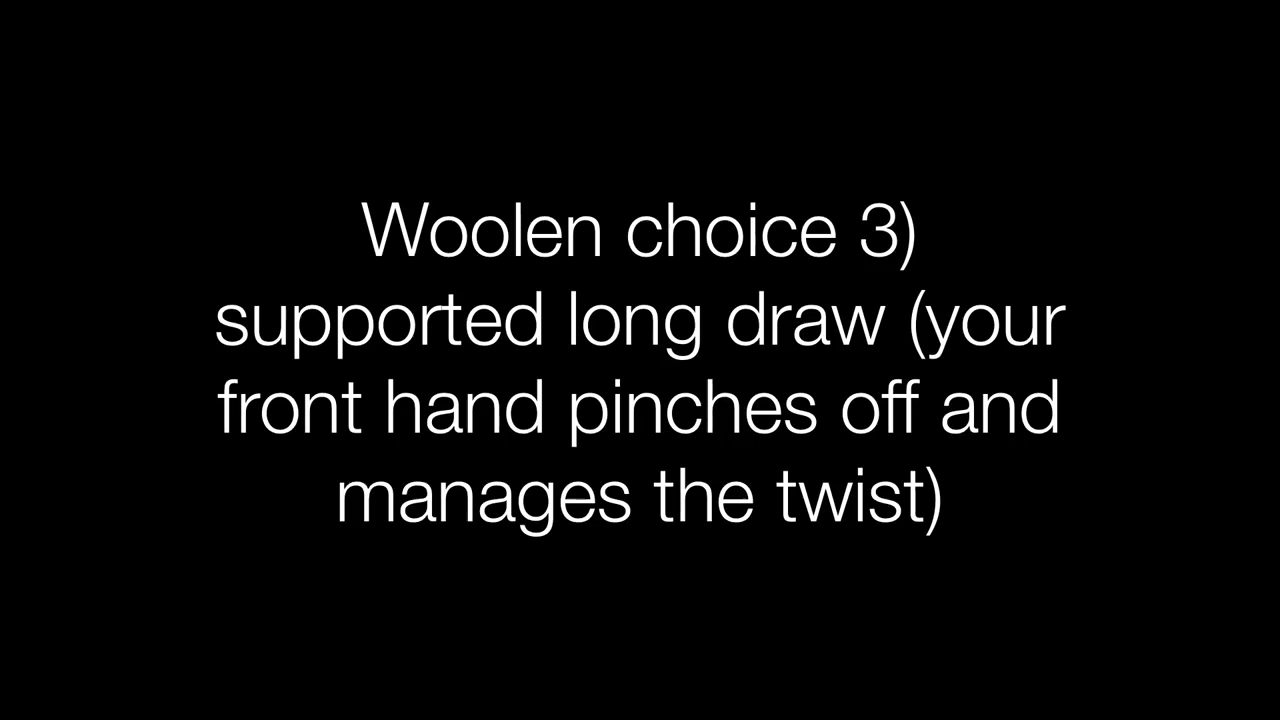 Woolen choice 3)
supported long draw (your
front hand pinches off and
manages the twist)